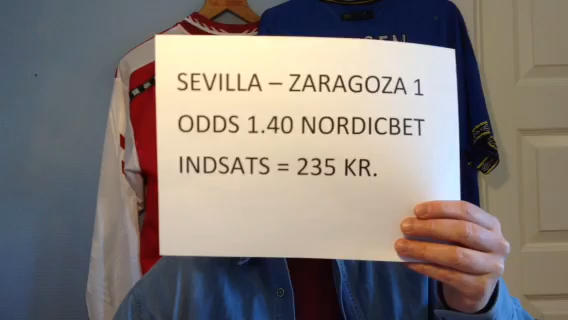 SEVILLA – ZARAGOZA 1
ODDS 1.40 NORDICBET
INDSATS = 235 KR.